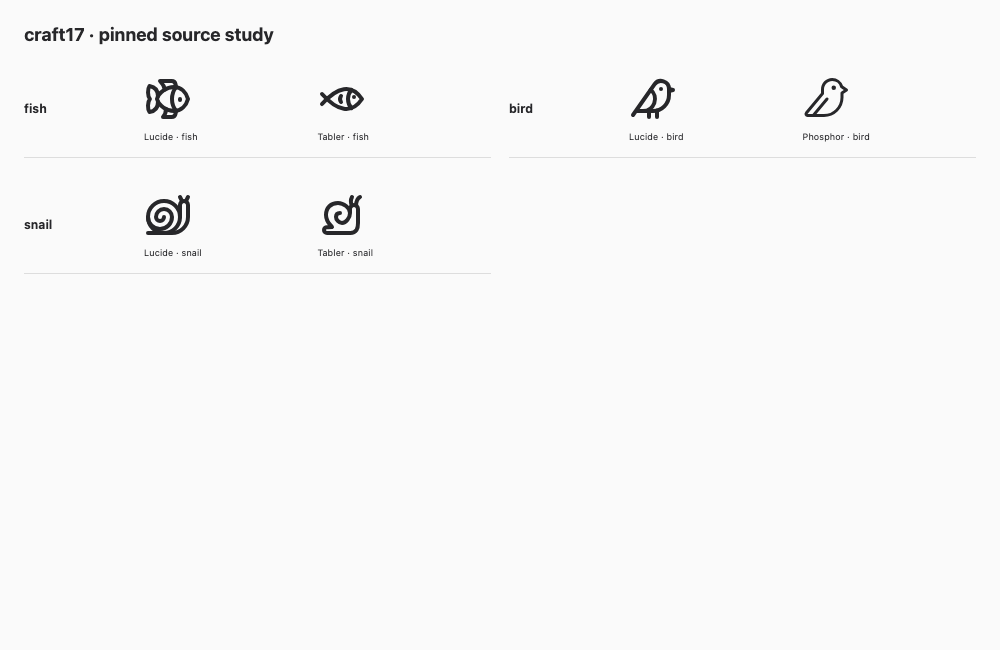 craft17 · pinned source study
fish
Lucide · fish
Tabler · fish
bird
Lucide · bird
Phosphor · bird
snail
Lucide · snail
Tabler · snail